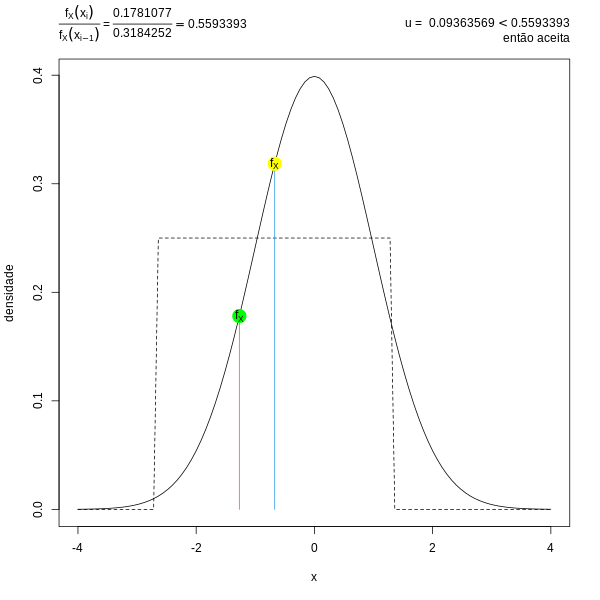 fX(xi)/fX(xi−1) = 0.1781077/0.3184252 = 0.5593393
u = 0.09363569 < 0.5593393
então aceita
0.4
0.3
0.2
0.1
0.0
densidade
fX
fX
-4 -2 0 2 4
x